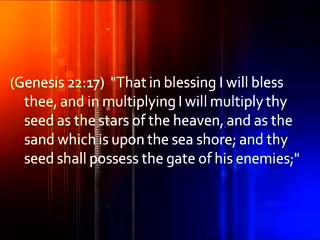 (Genesis 22:17) "That in blessing I will bless
thee, and in multiplying I will multiply thy
seed as the stars of the heaven, and as the
sand which is upon the sea shore; and thy
seed shall possess the gate of his enemies;"